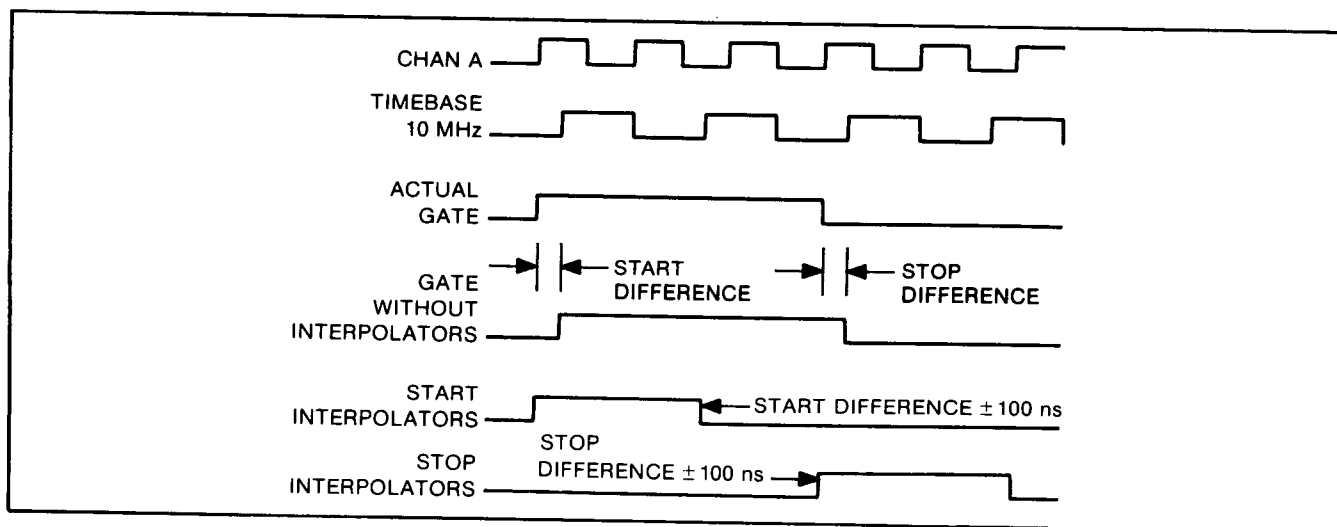 CHAN A
TIMEBASE
10 MHz
ACTUAL
GATE
START
DIFFERENCE
STOP
DIFFERENCE
GATE
WITHOUT
INTERPOLATORS
START
INTERPOLATORS
START DIFFERENCE ±100 ns
STOP
DIFFERENCE ±100 ns
STOP
INTERPOLATORS